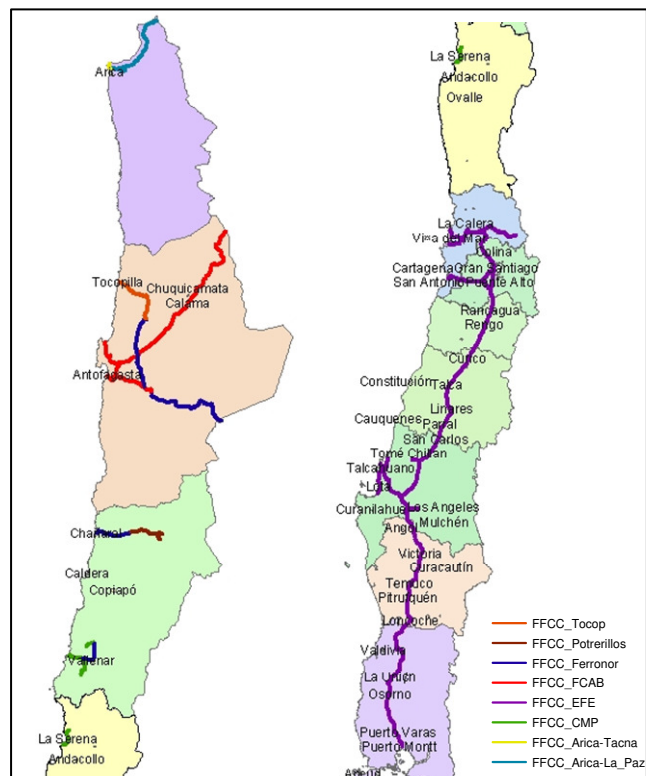 Arica
Tocopilla
Chuquicamata
Calama
Antofagasta
Chañaral
Caldera
Copiapó
Vallenar
La Serena
Andacollo
La Serena
Andacollo
Ovalle
La Calera
Viña del Mar
Colina
Cartagena Gran Santiago
San Antonio Puente Alto
Rancagua
Rengo
Curicó
Constitución Talca
Linares
Cauquenes Parral
San Carlos
Tomé Chillan
Talcahuano
Lota
Curanilahue Los Angeles
Mulchén
Angol
Victoria
Curacautín
Temuco
Pitrufquén
Loncoche
Valdivia
La Unión
Osorno
Puerto Varas
Puerto Montt
FFCC_Tocop
FFCC_Potrerillos
FFCC_Ferronor
FFCC_FCAB
FFCC_EFE
FFCC_CMP
FFCC_Arica-Tacna
FFCC_Arica-La_Paz